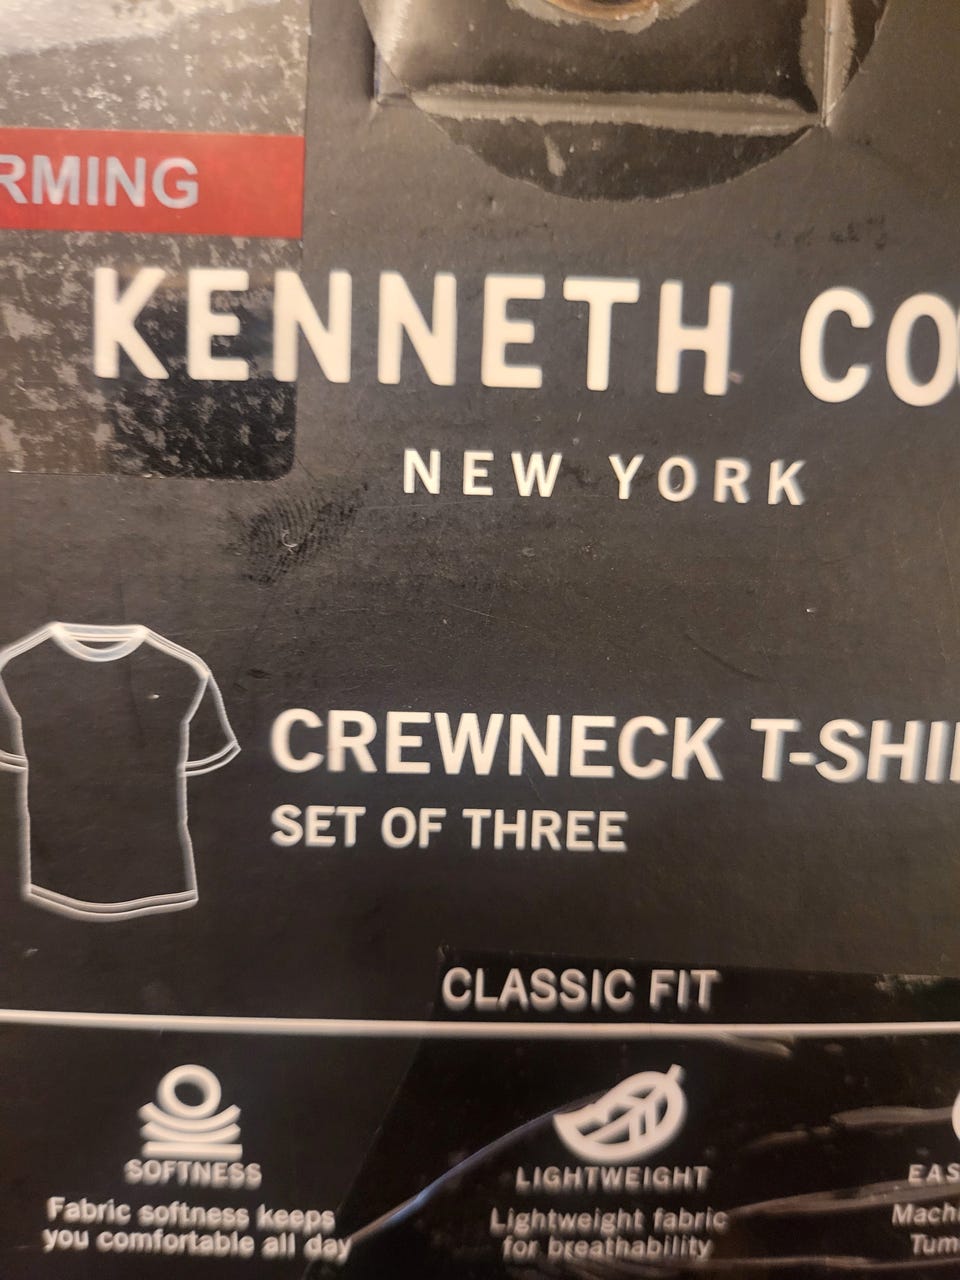 RMING
KENNETH CO
NEW YORK
CREWNECK T-SHI
SET OF THREE
CLASSIC FIT
SOFTNESS
Fabric softness keeps
you comfortable all day
LIGHTWEIGHT
Lightweight fabric
for breathability
EAS
Machi
Tum